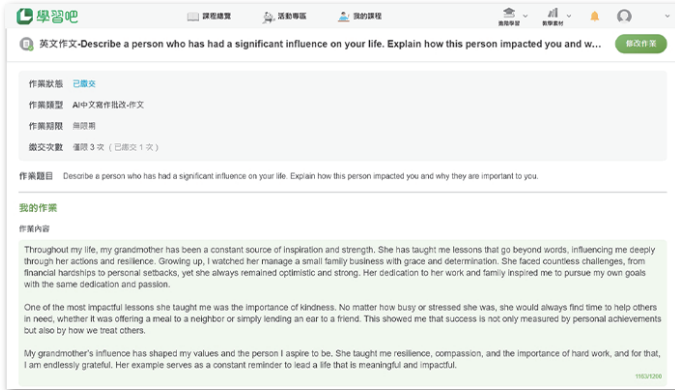 學習吧
課程總覽
活動專區
我的課程
進階學習
教學素材
英文作文-Describe a person who has had a significant influence on your life. Explain how this person impacted you and w...
修改作業
作業狀態 已繳交
作業類型 AI中文寫作批改-作文
作業期限 無限期
繳交次數 僅限 3 次 （已繳交 1 次）
作業題目 Describe a person who has had a significant influence on your life. Explain how this person impacted you and why they are important to you.
我的作業
作業內容
Throughout my life, my grandmother has been a constant source of inspiration and strength. She has taught me lessons that go beyond words, influencing me deeply
through her actions and resilience. Growing up, I watched her manage a small family business with grace and determination. She faced countless challenges, from
financial hardships to personal setbacks, yet she always remained optimistic and strong. Her dedication to her work and family inspired me to pursue my own goals
with the same dedication and passion.
One of the most impactful lessons she taught me was the importance of kindness. No matter how busy or stressed she was, she would always find time to help others
in need, whether it was offering a meal to a neighbor or simply lending an ear to a friend. This showed me that success is not only measured by personal achievements
but also by how we treat others.
My grandmother's influence has shaped my values and the person I aspire to be. She taught me resilience, compassion, and the importance of hard work, and for that,
I am endlessly grateful. Her example serves as a constant reminder to lead a life that is meaningful and impactful.